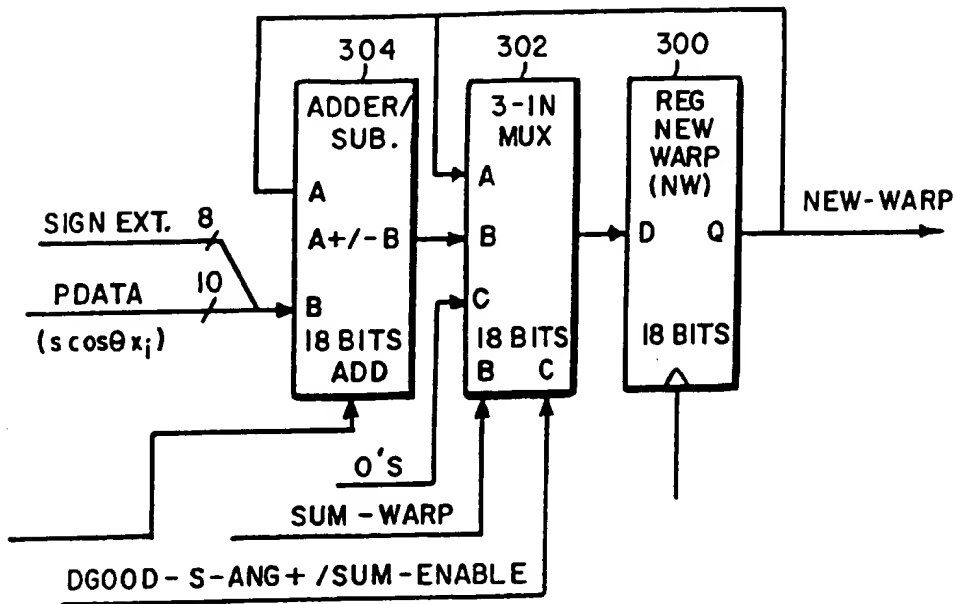 304
302
300
ADDER/
SUB.
3-IN
MUX
REG
NEW
WARP
(NW)
A
A
NEW-WARP
SIGN EXT.
8
A+/-B
B
D
Q
PDATA
10
B
C
(s cosθ xᵢ)
18 BITS
ADD
18 BITS
B
C
18 BITS
O'S
SUM-WARP
DGOOD-S-ANG+/SUM-ENABLE